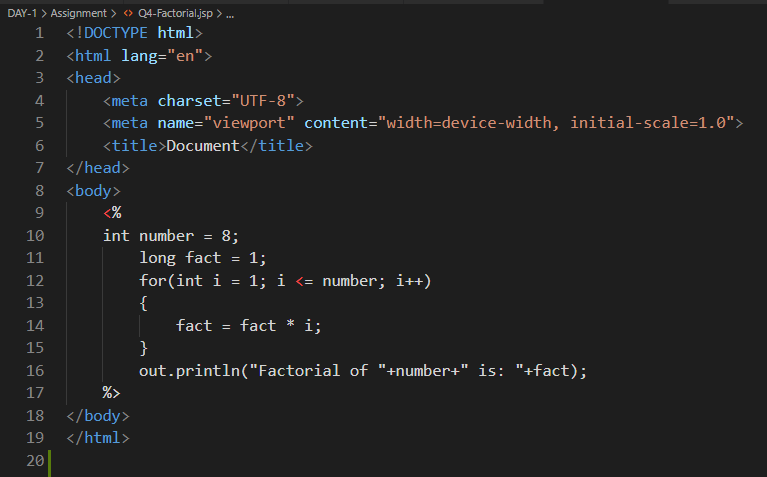 DAY-1 > Assignment > <> Q4-Factorial.jsp > ...
1 <!DOCTYPE html>
2 <html lang="en">
3 <head>
4     <meta charset="UTF-8">
5     <meta name="viewport" content="width=device-width, initial-scale=1.0">
6     <title>Document</title>
7 </head>
8 <body>
9     <%
10     int number = 8;
11         long fact = 1;
12         for(int i = 1; i <= number; i++)
13         {
14             fact = fact * i;
15         }
16         out.println("Factorial of "+number+" is: "+fact);
17     %>
18 </body>
19 </html>
20